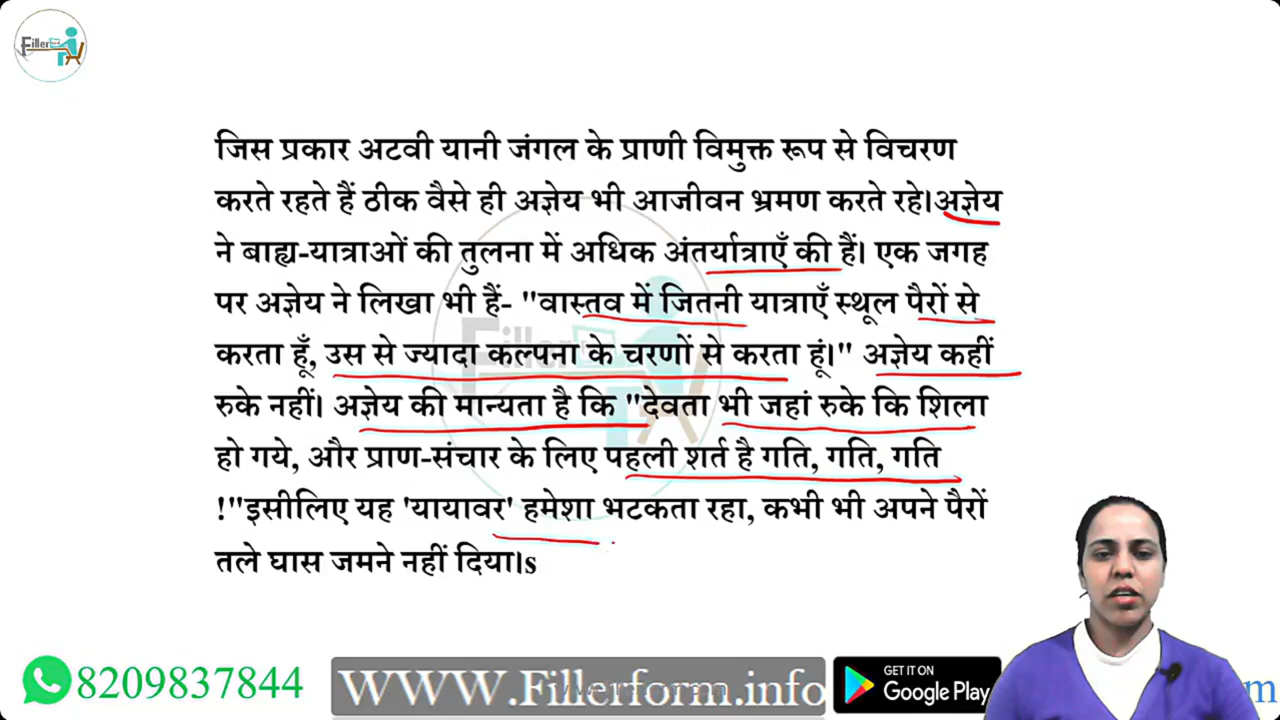 Filler
जिस प्रकार अटवी यानी जंगल के प्राणी विमुक्त रूप से विचरण
करते रहते हैं ठीक वैसे ही अज्ञेय भी आजीवन भ्रमण करते रहे।अज्ञेय
ने बाह्य-यात्राओं की तुलना में अधिक अंतर्यात्राएँ की हैं। एक जगह
पर अज्ञेय ने लिखा भी हैं- "वास्तव में जितनी यात्राएँ स्थूल पैरों से
करता हूँ, उस से ज्यादा कल्पना के चरणों से करता हूं।" अज्ञेय कहीं
रुके नहीं। अज्ञेय की मान्यता है कि "देवता भी जहां रुके कि शिला
हो गये, और प्राण-संचार के लिए पहली शर्त है गति, गति, गति
!"इसीलिए यह 'यायावर' हमेशा भटकता रहा, कभी भी अपने पैरों
तले घास जमने नहीं दिया।s
8209837844
WWW.Fillerform.info
GET IT ON
Google Play